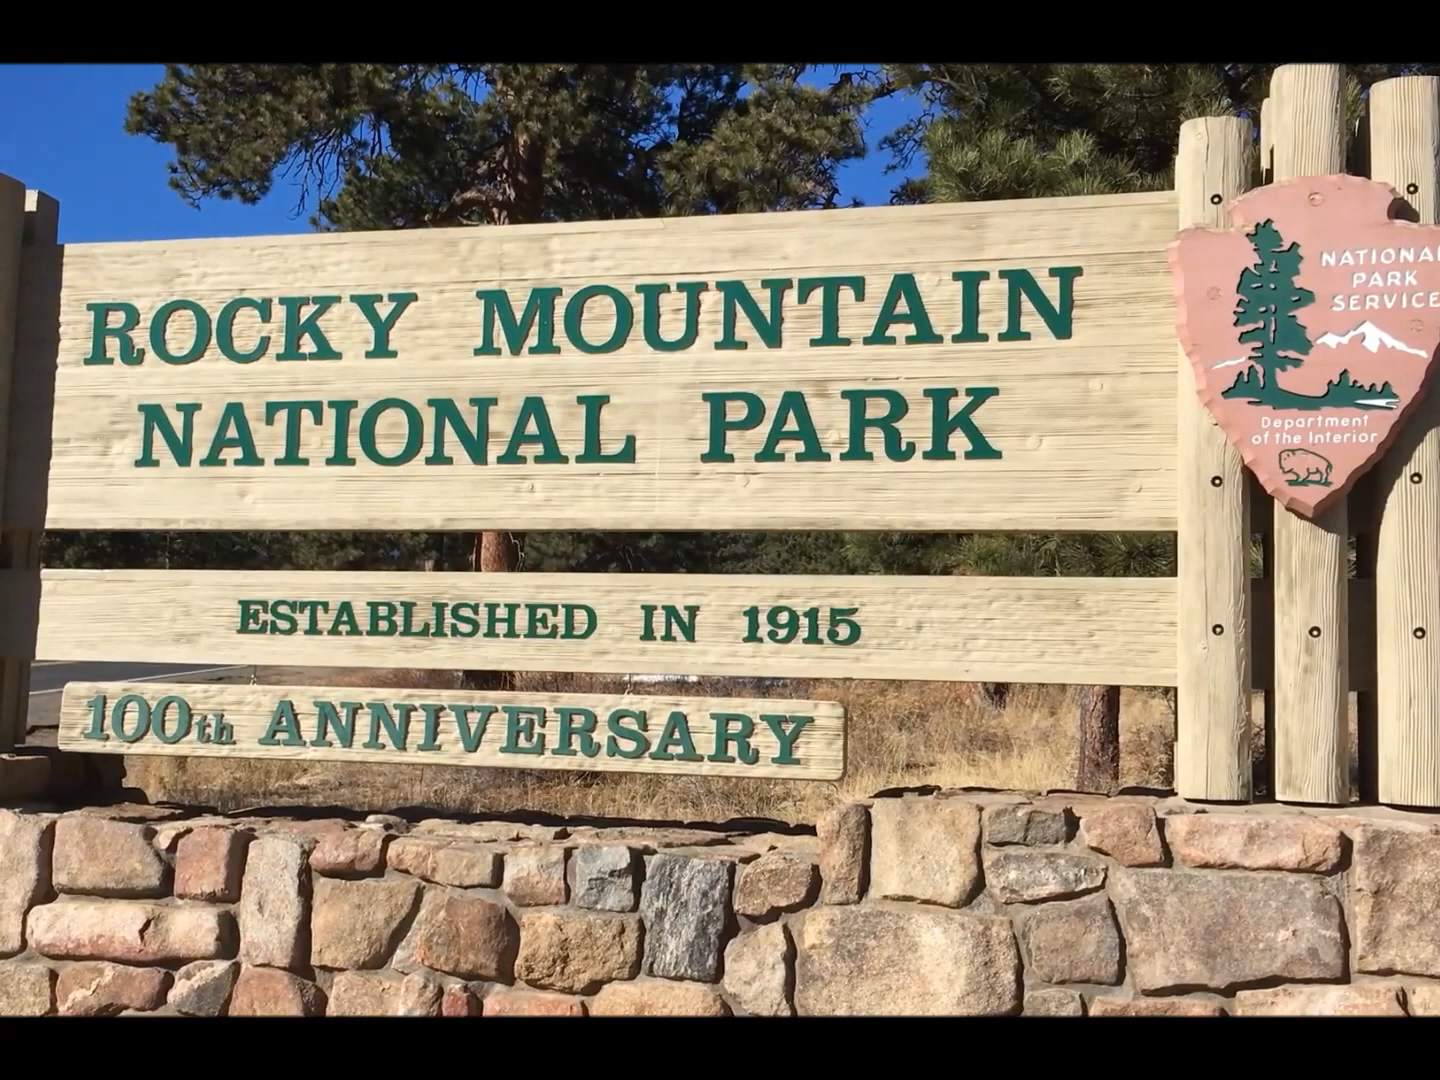 ROCKY MOUNTAIN
NATIONAL PARK
ESTABLISHED IN 1915
100th ANNIVERSARY
NATIONAL
PARK
SERVICE
Department
of the Interior